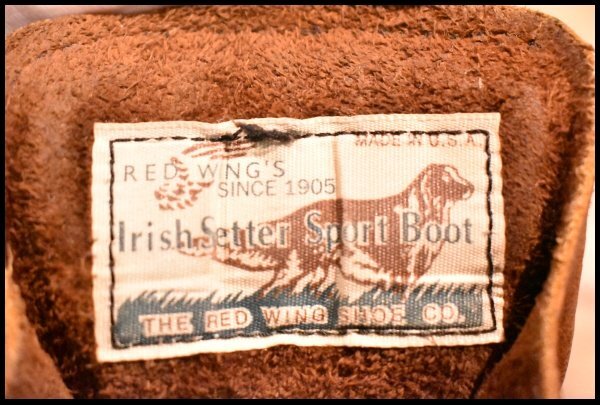 MADE IN U.S.A.
RED WING'S
SINCE 1905
Irish Setter Sport Boot
THE RED WING SHOE CO.